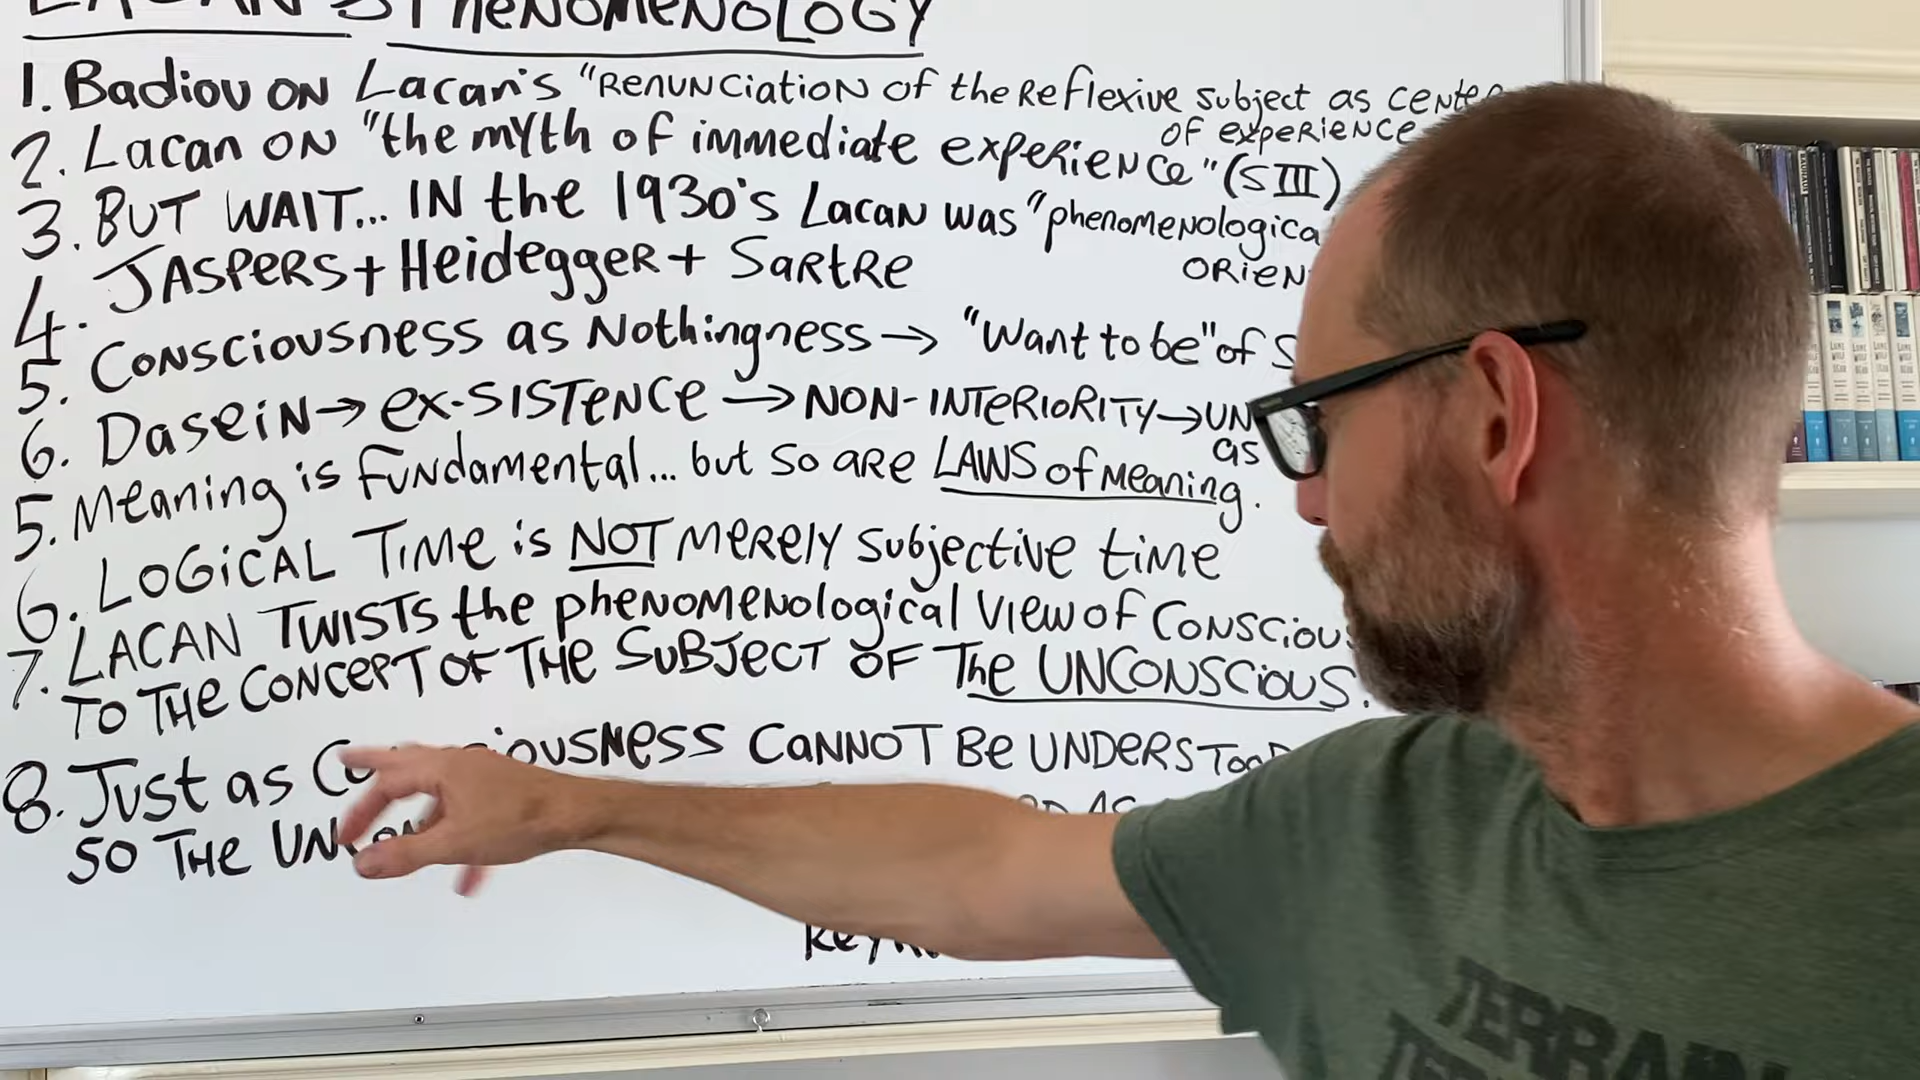 LACAN'S PHENOMENOLOGY
1. Badiou ON Lacan's "RENUNCiATION of the Reflexive subject as center
of experience
2. Lacan ON "the myth of immediate experience" (SIII)
3. BUT WAIT... IN the 1930's Lacan was "phenomenologica
ORIEN
4. JASPERS + Heidegger + SARTRE
5. Consciousness as Nothingness → "Want to be" of S
6. Dasein → ex-SISTENCE → NON-INTERIORITY → UN
as
5. Meaning is fundamental... but so are LAWS of Meaning.
6. LOGICAL TIME is NOT merely subjective time
7. LACAN TWISTS the phenomenological view of Conscious
TO THE CONCEPT OF THE SUBJECT OF The UNCONSCIOUS.
8. Just as Consciousness CANNOT BE UNDERSTOOD
AS
SO THE
TERRAIN